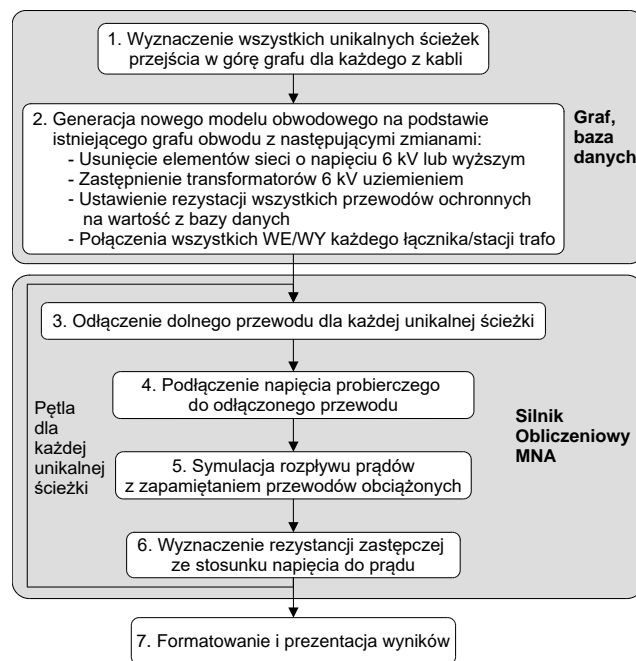 1. Wyznaczenie wszystkich unikalnych ścieżek
przejścia w górę grafu dla każdego z kabli
2. Generacja nowego modelu obwodowego na podstawie
istniejącego grafu obwodu z następującymi zmianami:
- Usunięcie elementów sieci o napięciu 6 kV lub wyższym
- Zastępnienie transformatorów 6 kV uziemieniem
- Ustawienie rezystacji wszystkich przewodów ochronnych
na wartość z bazy danych
- Połączenia wszystkich WE/WY każdego łącznika/stacji trafo
Graf,
baza
danych
3. Odłączenie dolnego przewodu dla każdej unikalnej ścieżki
4. Podłączenie napięcia probierczego
do odłączonego przewodu
Pętla
dla
każdej
unikalnej
ścieżki
5. Symulacja rozpływu prądów
z zapamiętaniem przewodów obciążonych
6. Wyznaczenie rezystancji zastępczej
ze stosunku napięcia do prądu
Silnik
Obliczeniowy
MNA
7. Formatowanie i prezentacja wyników